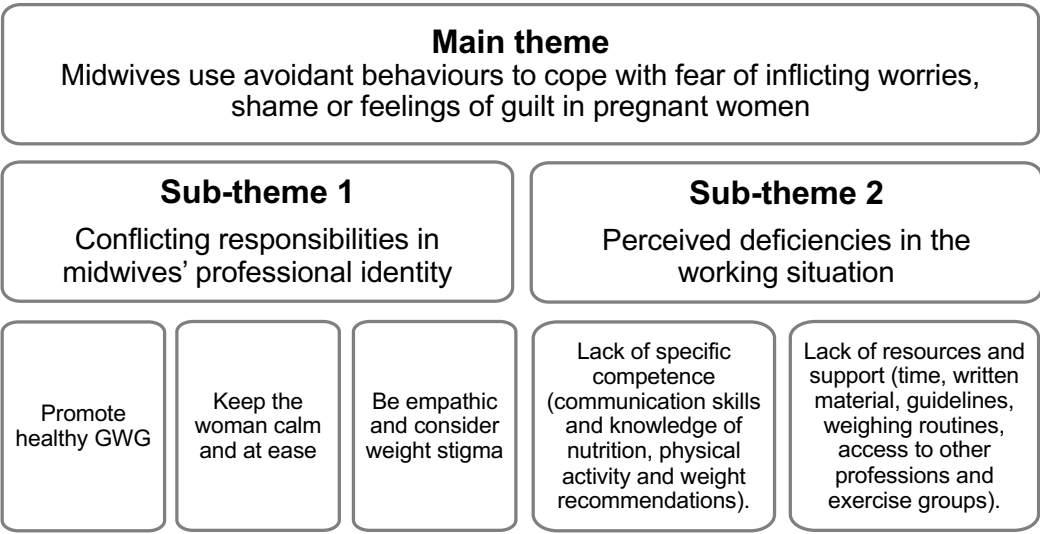 Main theme
Midwives use avoidant behaviours to cope with fear of inflicting worries,
shame or feelings of guilt in pregnant women
Sub-theme 1
Conflicting responsibilities in
midwives’ professional identity
Sub-theme 2
Perceived deficiencies in the
working situation
Promote
healthy GWG
Keep the
woman calm
and at ease
Be empathic
and consider
weight stigma
Lack of specific
competence
(communication skills
and knowledge of
nutrition, physical
activity and weight
recommendations).
Lack of resources and
support (time, written
material, guidelines,
weighing routines,
access to other
professions and
exercise groups).